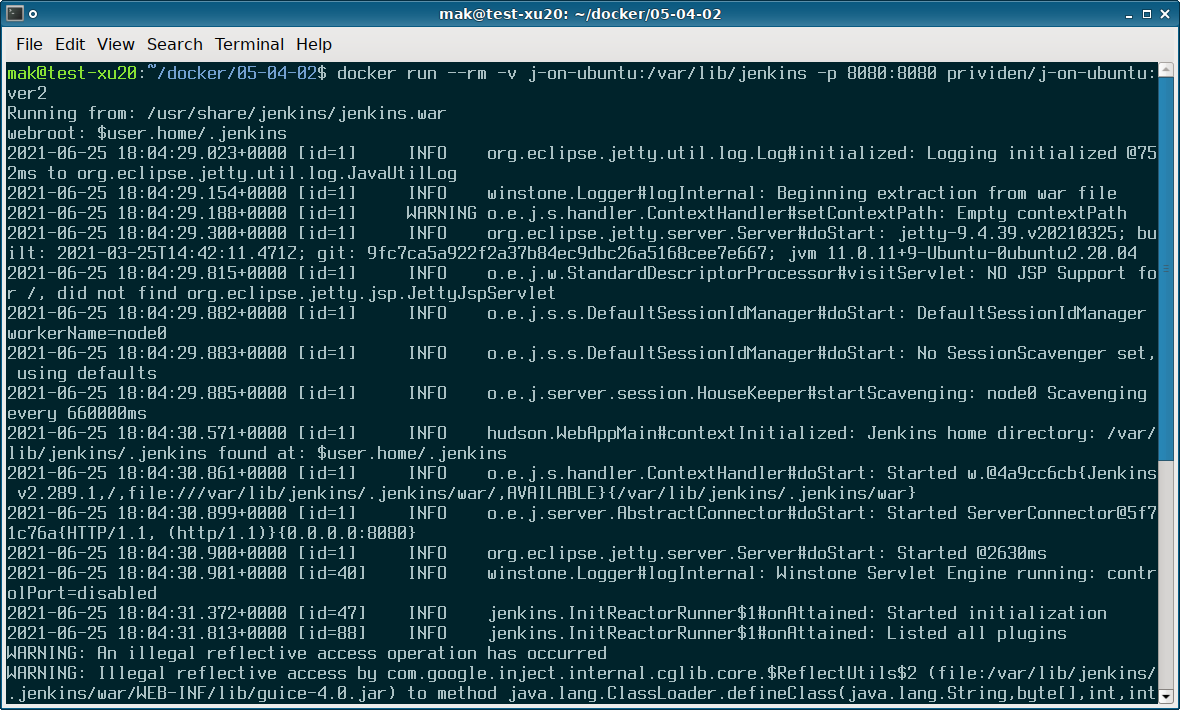 mak@test-xu20: ~/docker/05-04-02
File Edit View Search Terminal Help
mak@test-xu20:~/docker/05-04-02$ docker run --rm -v j-on-ubuntu:/var/lib/jenkins -p 8080:8080 prividen/j-on-ubuntu:
ver2
Running from: /usr/share/jenkins/jenkins.war
webroot: $user.home/.jenkins
2021-06-25 18:04:29.023+0000 [id=1]     INFO    org.eclipse.jetty.util.log.Log#initialized: Logging initialized @75
2ms to org.eclipse.jetty.util.log.JavaUtilLog
2021-06-25 18:04:29.154+0000 [id=1]     INFO    winstone.Logger#logInternal: Beginning extraction from war file
2021-06-25 18:04:29.188+0000 [id=1]     WARNING o.e.j.s.handler.ContextHandler#setContextPath: Empty contextPath
2021-06-25 18:04:29.300+0000 [id=1]     INFO    org.eclipse.jetty.server.Server#doStart: jetty-9.4.39.v20210325; bu
ilt: 2021-03-25T14:42:11.471Z; git: 9fc7ca5a922f2a37b84ec9dbc26a5168cee7e667; jvm 11.0.11+9-Ubuntu-0ubuntu2.20.04
2021-06-25 18:04:29.815+0000 [id=1]     INFO    o.e.j.w.StandardDescriptorProcessor#visitServlet: NO JSP Support fo
r /, did not find org.eclipse.jetty.jsp.JettyJspServlet
2021-06-25 18:04:29.882+0000 [id=1]     INFO    o.e.j.s.s.DefaultSessionIdManager#doStart: DefaultSessionIdManager
workerName=node0
2021-06-25 18:04:29.883+0000 [id=1]     INFO    o.e.j.s.s.DefaultSessionIdManager#doStart: No SessionScavenger set,
 using defaults
2021-06-25 18:04:29.885+0000 [id=1]     INFO    o.e.j.server.session.HouseKeeper#startScavenging: node0 Scavenging
every 660000ms
2021-06-25 18:04:30.571+0000 [id=1]     INFO    hudson.WebAppMain#contextInitialized: Jenkins home directory: /var/
lib/jenkins/.jenkins found at: $user.home/.jenkins
2021-06-25 18:04:30.861+0000 [id=1]     INFO    o.e.j.s.handler.ContextHandler#doStart: Started w.@4a9cc6cb{Jenkins
 v2.289.1,/,file:///var/lib/jenkins/.jenkins/war/,AVAILABLE}{/var/lib/jenkins/.jenkins/war}
2021-06-25 18:04:30.899+0000 [id=1]     INFO    o.e.j.server.AbstractConnector#doStart: Started ServerConnector@5f7
1c76a{HTTP/1.1, (http/1.1)}{0.0.0.0:8080}
2021-06-25 18:04:30.900+0000 [id=1]     INFO    org.eclipse.jetty.server.Server#doStart: Started @2630ms
2021-06-25 18:04:30.901+0000 [id=40]    INFO    winstone.Logger#logInternal: Winstone Servlet Engine running: contr
olPort=disabled
2021-06-25 18:04:31.372+0000 [id=47]    INFO    jenkins.InitReactorRunner$1#onAttained: Started initialization
2021-06-25 18:04:31.813+0000 [id=88]    INFO    jenkins.InitReactorRunner$1#onAttained: Listed all plugins
WARNING: An illegal reflective access operation has occurred
WARNING: Illegal reflective access by com.google.inject.internal.cglib.core.$ReflectUtils$2 (file:/var/lib/jenkins/
.jenkins/war/WEB-INF/lib/guice-4.0.jar) to method java.lang.ClassLoader.defineClass(java.lang.String,byte[],int,int